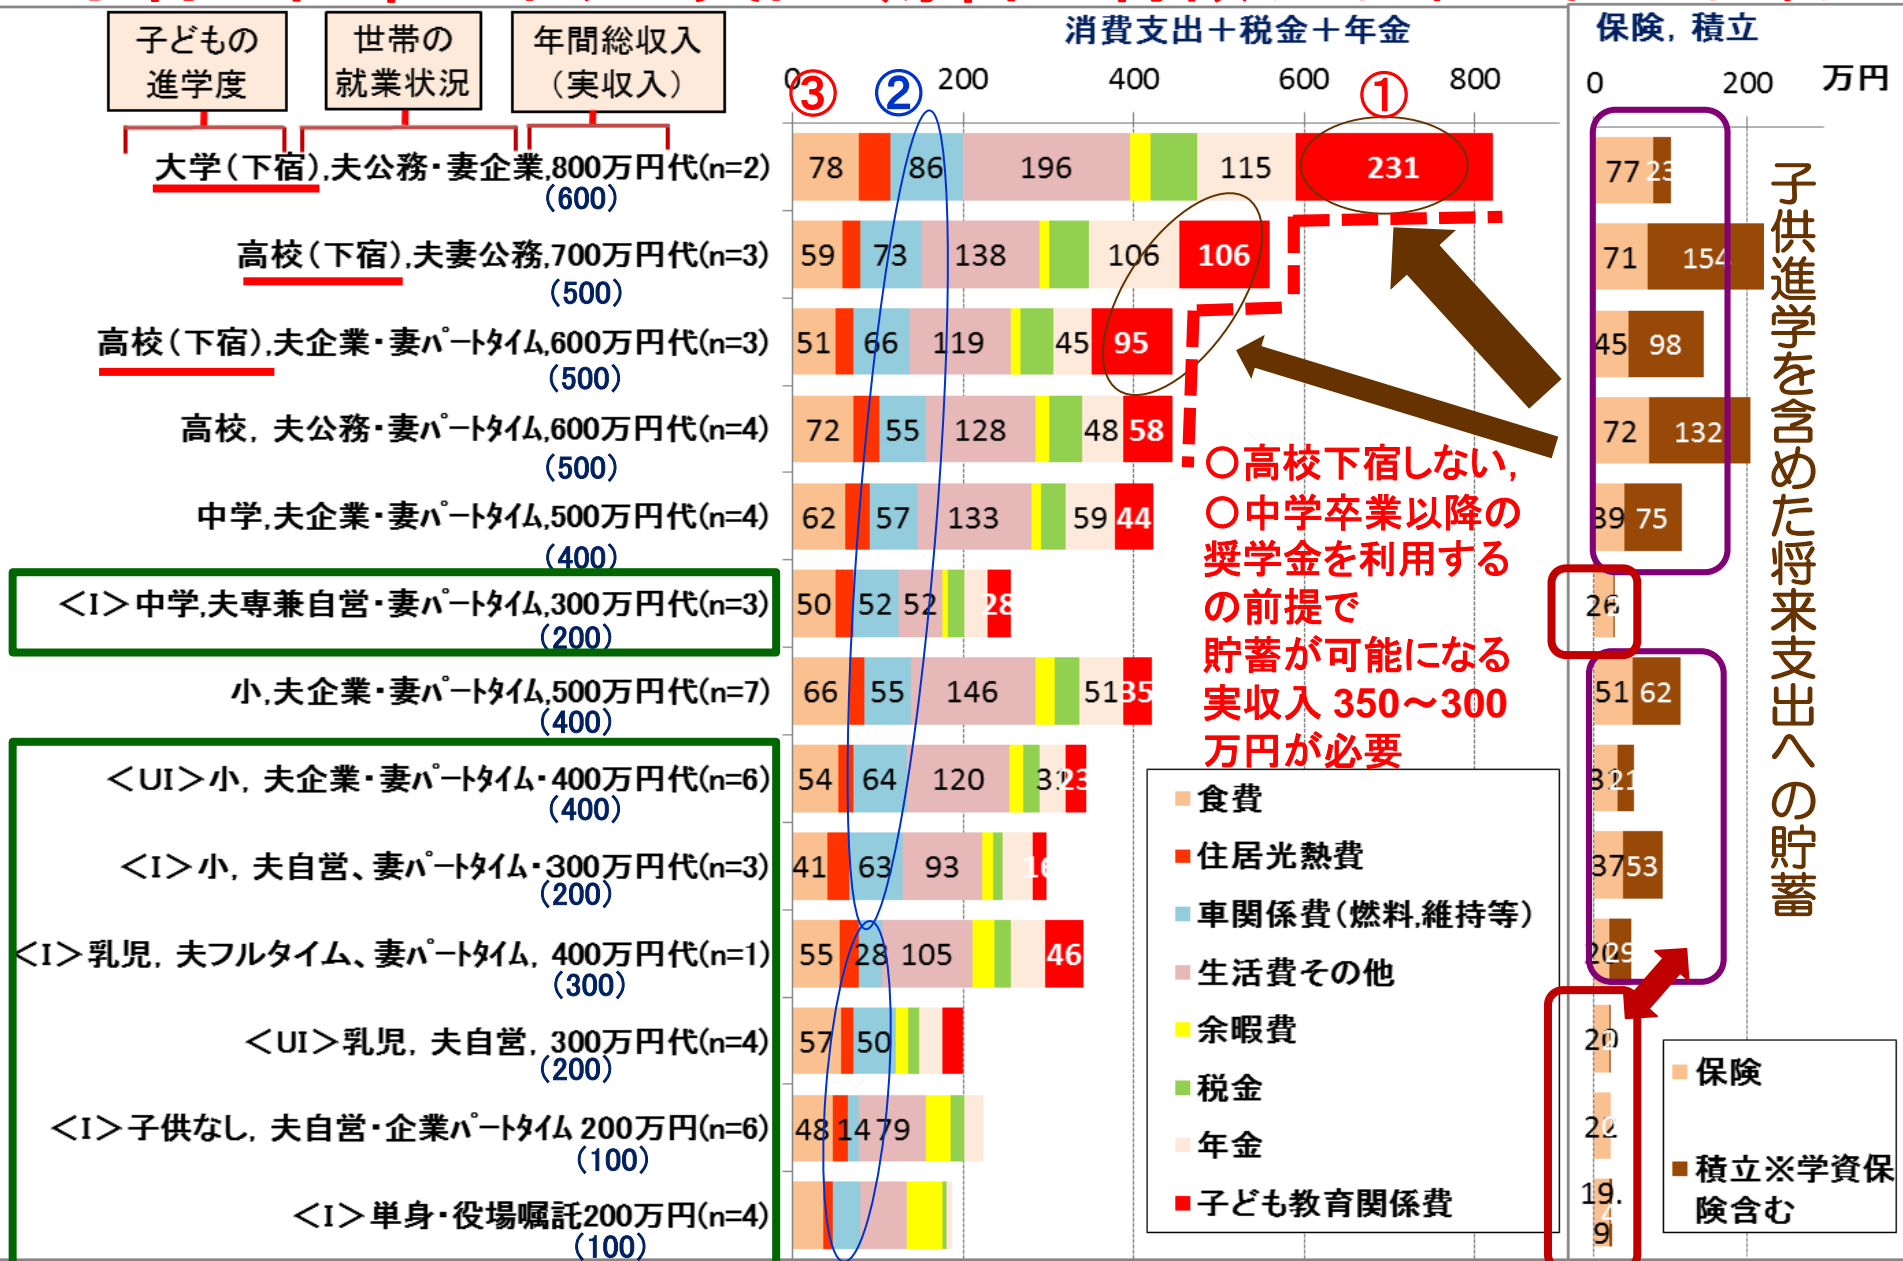 子どもの
進学度
世帯の
就業状況
年間総収入
（実収入）
消費支出＋税金＋年金
保険，積立
0 200 400 600 800
0 200 万円
③ ② ①
大学（下宿）,夫公務・妻企業,800万円代(n=2)
（600）
78 86 196 115 231
77 23
高校（下宿）,夫妻公務,700万円代(n=3)
（500）
59 73 138 106 106
71 154
高校（下宿）,夫企業・妻ﾊﾟｰﾄﾀｲﾑ,600万円代(n=3)
（500）
51 66 119 45 95
45 98
高校，夫公務・妻ﾊﾟｰﾄﾀｲﾑ,600万円代(n=4)
（500）
72 55 128 48 58
72 132
中学,夫企業・妻ﾊﾟｰﾄﾀｲﾑ,500万円代(n=4)
（400）
62 57 133 59 44
39 75
＜I＞中学,夫専兼自営・妻ﾊﾟｰﾄﾀｲﾑ,300万円代(n=3)
（200）
50 52 52 28
26
小,夫企業・妻ﾊﾟｰﾄﾀｲﾑ,500万円代(n=7)
（400）
66 55 146 51 35
51 62
＜UI＞小，夫企業・妻ﾊﾟｰﾄﾀｲﾑ・400万円代(n=6)
（400）
54 64 120 31 23
31 21
＜I＞小，夫自営、妻ﾊﾟｰﾄﾀｲﾑ・300万円代(n=3)
（200）
41 63 93 16
37 53
＜I＞乳児，夫フルタイム、妻ﾊﾟｰﾄﾀｲﾑ，400万円代(n=1)
（300）
55 28 105 46
20 29
＜UI＞乳児，夫自営，300万円代(n=4)
（200）
57 50
20
＜I＞子供なし，夫自営・企業ﾊﾟｰﾄﾀｲﾑ 200万円(n=6)
（100）
48 14 79
22
＜I＞単身・役場嘱託200万円(n=4)
（100）
19.
9
○高校下宿しない，
○中学卒業以降の
奨学金を利用する
の前提で
貯蓄が可能になる
実収入 350～300
万円が必要
食費
住居光熱費
車関係費（燃料,維持等）
生活費その他
余暇費
税金
年金
子ども教育関係費
保険
積立※学資保
険含む
子供進学を含めた将来支出への貯蓄